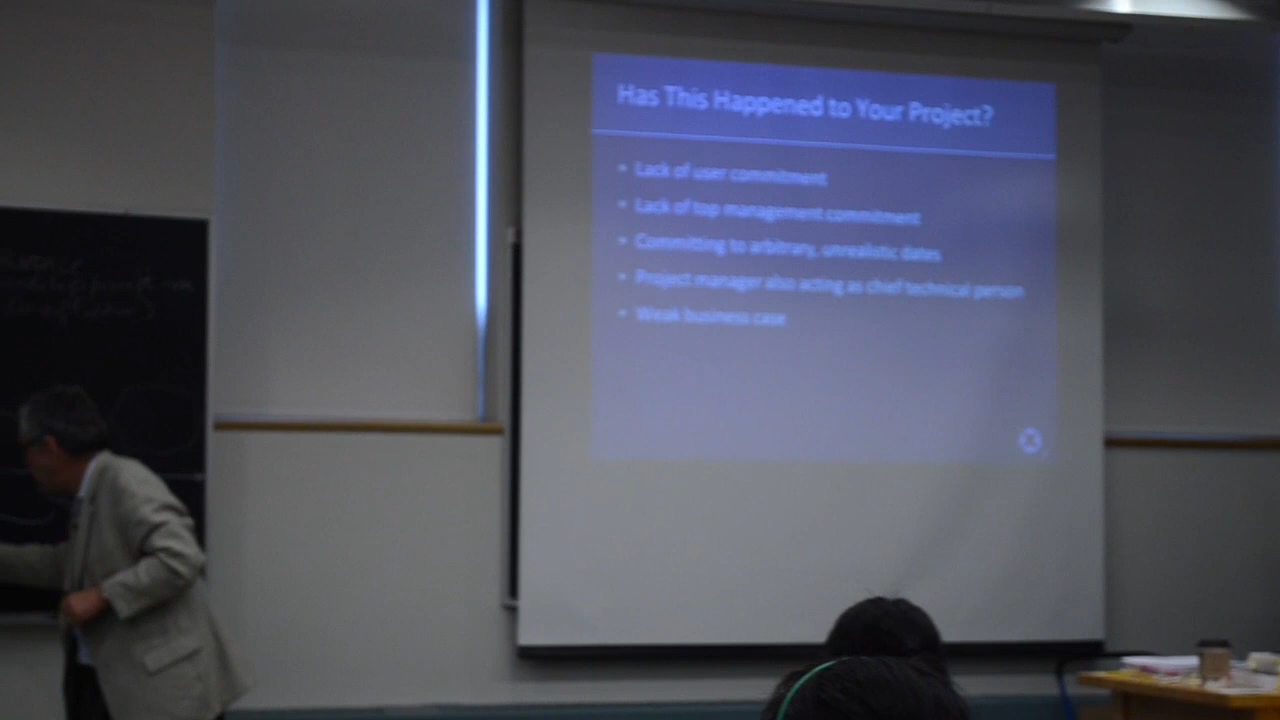 Has This Happened to Your Project?
• Lack of user commitment
• Lack of top management commitment
• Committing to arbitrary, unrealistic dates
• Project manager also acting as chief technical person
• Weak business case